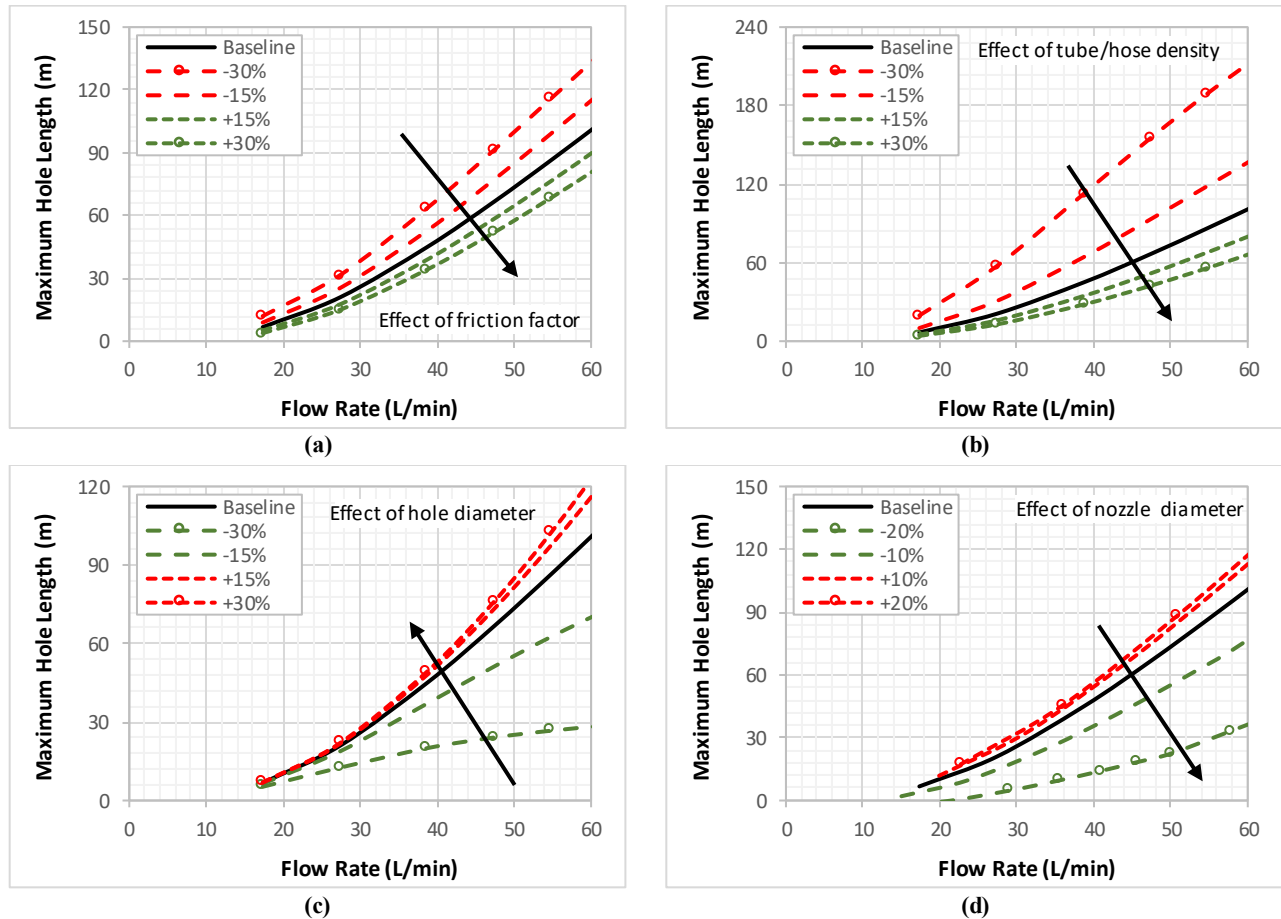 150
120
90
60
30
0
Maximum Hole Length (m)
Baseline
-30%
-15%
+15%
+30%
Effect of friction factor
0 10 20 30 40 50 60
Flow Rate (L/min)
(a)
240
180
120
60
0
Maximum Hole Length (m)
Baseline
-30%
-15%
+15%
+30%
Effect of tube/hose density
0 10 20 30 40 50 60
Flow Rate (L/min)
(b)
120
90
60
30
0
Maximum Hole Length (m)
Baseline
-30%
-15%
+15%
+30%
Effect of hole diameter
0 10 20 30 40 50 60
Flow Rate (L/min)
(c)
150
120
90
60
30
0
Maximum Hole Length (m)
Baseline
-20%
-10%
+10%
+20%
Effect of nozzle diameter
0 10 20 30 40 50 60
Flow Rate (L/min)
(d)